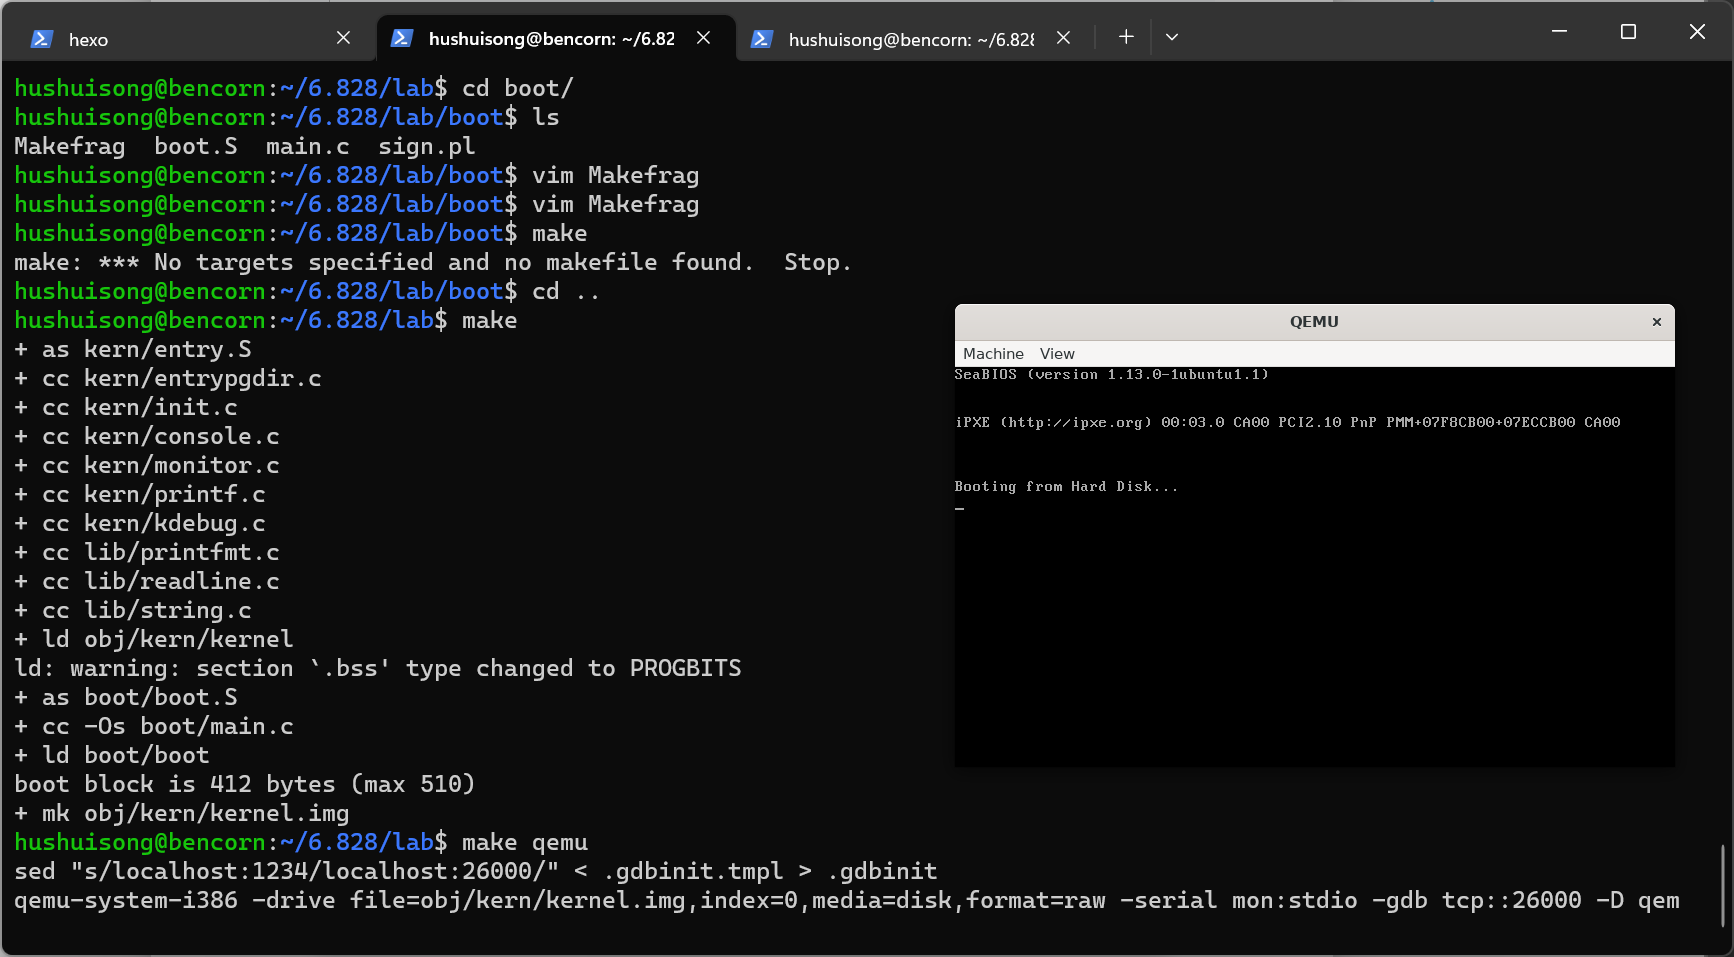 hexo
hushuisong@bencorn: ~/6.82
hushuisong@bencorn: ~/6.828
hushuisong@bencorn:~/6.828/lab$ cd boot/
hushuisong@bencorn:~/6.828/lab/boot$ ls
Makefrag  boot.S  main.c  sign.pl
hushuisong@bencorn:~/6.828/lab/boot$ vim Makefrag
hushuisong@bencorn:~/6.828/lab/boot$ vim Makefrag
hushuisong@bencorn:~/6.828/lab/boot$ make
make: *** No targets specified and no makefile found.  Stop.
hushuisong@bencorn:~/6.828/lab/boot$ cd ..
hushuisong@bencorn:~/6.828/lab$ make
+ as kern/entry.S
+ cc kern/entrypgdir.c
+ cc kern/init.c
+ cc kern/console.c
+ cc kern/monitor.c
+ cc kern/printf.c
+ cc kern/kdebug.c
+ cc lib/printfmt.c
+ cc lib/readline.c
+ cc lib/string.c
+ ld obj/kern/kernel
ld: warning: section `.bss' type changed to PROGBITS
+ as boot/boot.S
+ cc -Os boot/main.c
+ ld boot/boot
boot block is 412 bytes (max 510)
+ mk obj/kern/kernel.img
hushuisong@bencorn:~/6.828/lab$ make qemu
sed "s/localhost:1234/localhost:26000/" < .gdbinit.tmpl > .gdbinit
qemu-system-i386 -drive file=obj/kern/kernel.img,index=0,media=disk,format=raw -serial mon:stdio -gdb tcp::26000 -D qem
QEMU
Machine View
SeaBIOS (version 1.13.0-1ubuntu1.1)
iPXE (http://ipxe.org) 00:03.0 CA00 PCI2.10 PnP PMM+07F8CB00+07ECCB00 CA00
Booting from Hard Disk...